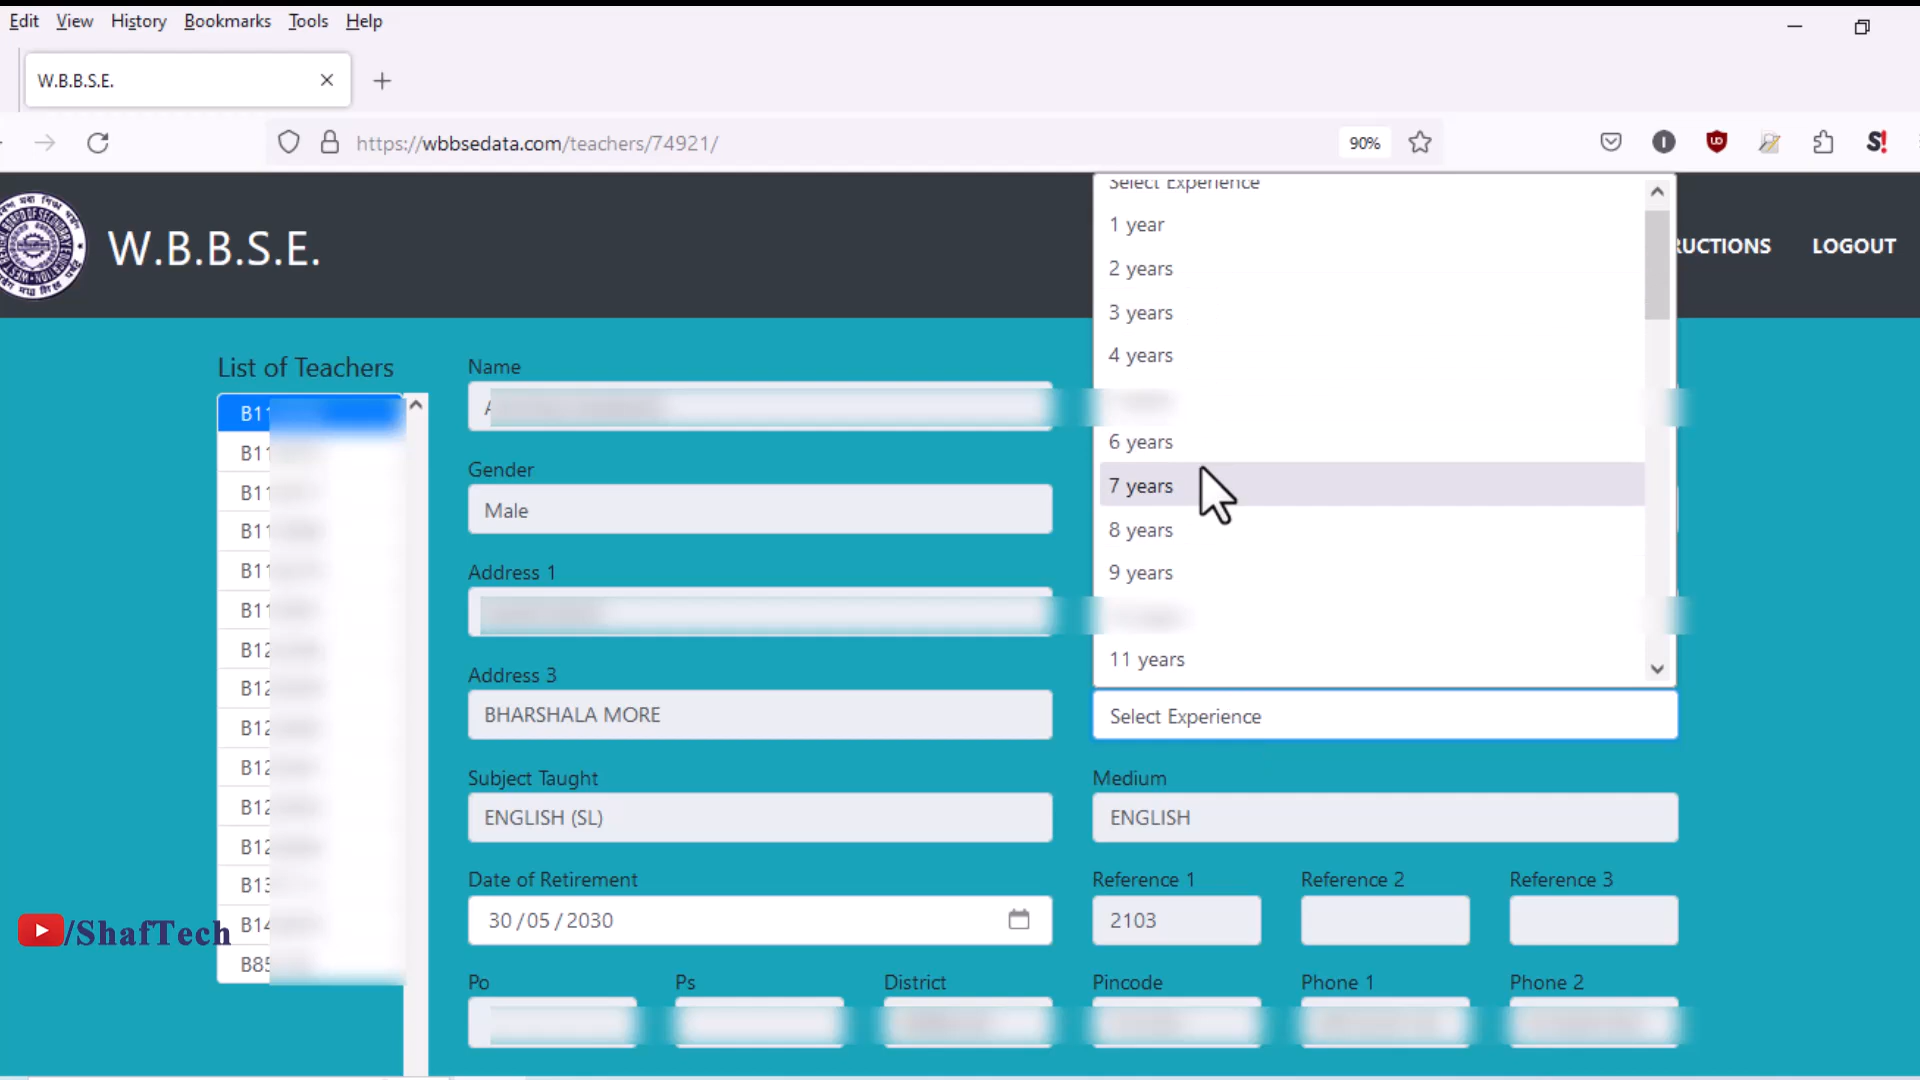 Edit View History Bookmarks Tools Help
W.B.B.S.E.
https://wbbsedata.com/teachers/74921/
90%
W.B.B.S.E.
LOGOUT
Select Experience
1 year
2 years
3 years
4 years
6 years
7 years
8 years
9 years
11 years
Select Experience
List of Teachers
Name
Gender
Male
Address 1
Address 3
BHARSHALA MORE
Subject Taught
ENGLISH (SL)
Medium
ENGLISH
Date of Retirement
30/05/2030
Reference 1
2103
Reference 2
Reference 3
/ShafTech
Po
Ps
District
Pincode
Phone 1
Phone 2